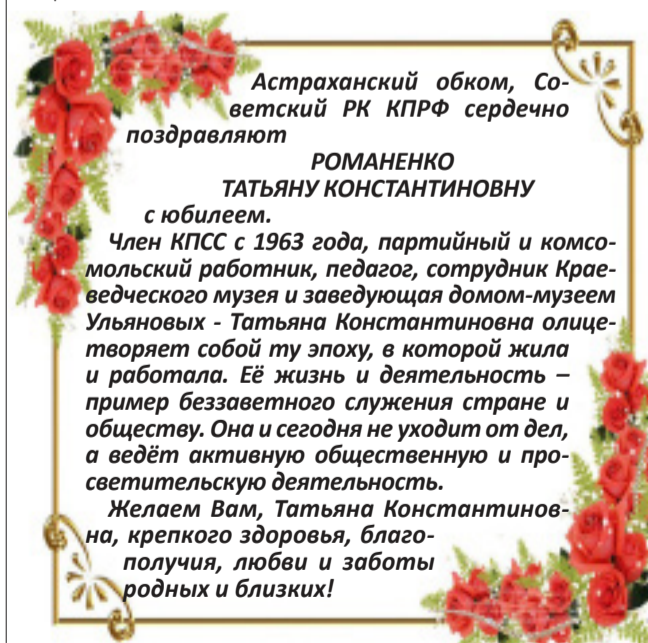 Астраханский обком, Со-
ветский РК КПРФ сердечно
поздравляют
РОМАНЕНКО
ТАТЬЯНУ КОНСТАНТИНОВНУ
с юбилеем.
Член КПСС с 1963 года, партийный и комсо-
мольский работник, педагог, сотрудник Крае-
ведческого музея и заведующая домом-музеем
Ульяновых - Татьяна Константиновна олице-
творяет собой ту эпоху, в которой жила
и работала. Её жизнь и деятельность –
пример беззаветного служения стране и
обществу. Она и сегодня не уходит от дел,
а ведёт активную общественную и про-
светительскую деятельность.
Желаем Вам, Татьяна Константинов-
на, крепкого здоровья, благо-
получия, любви и заботы
родных и близких!